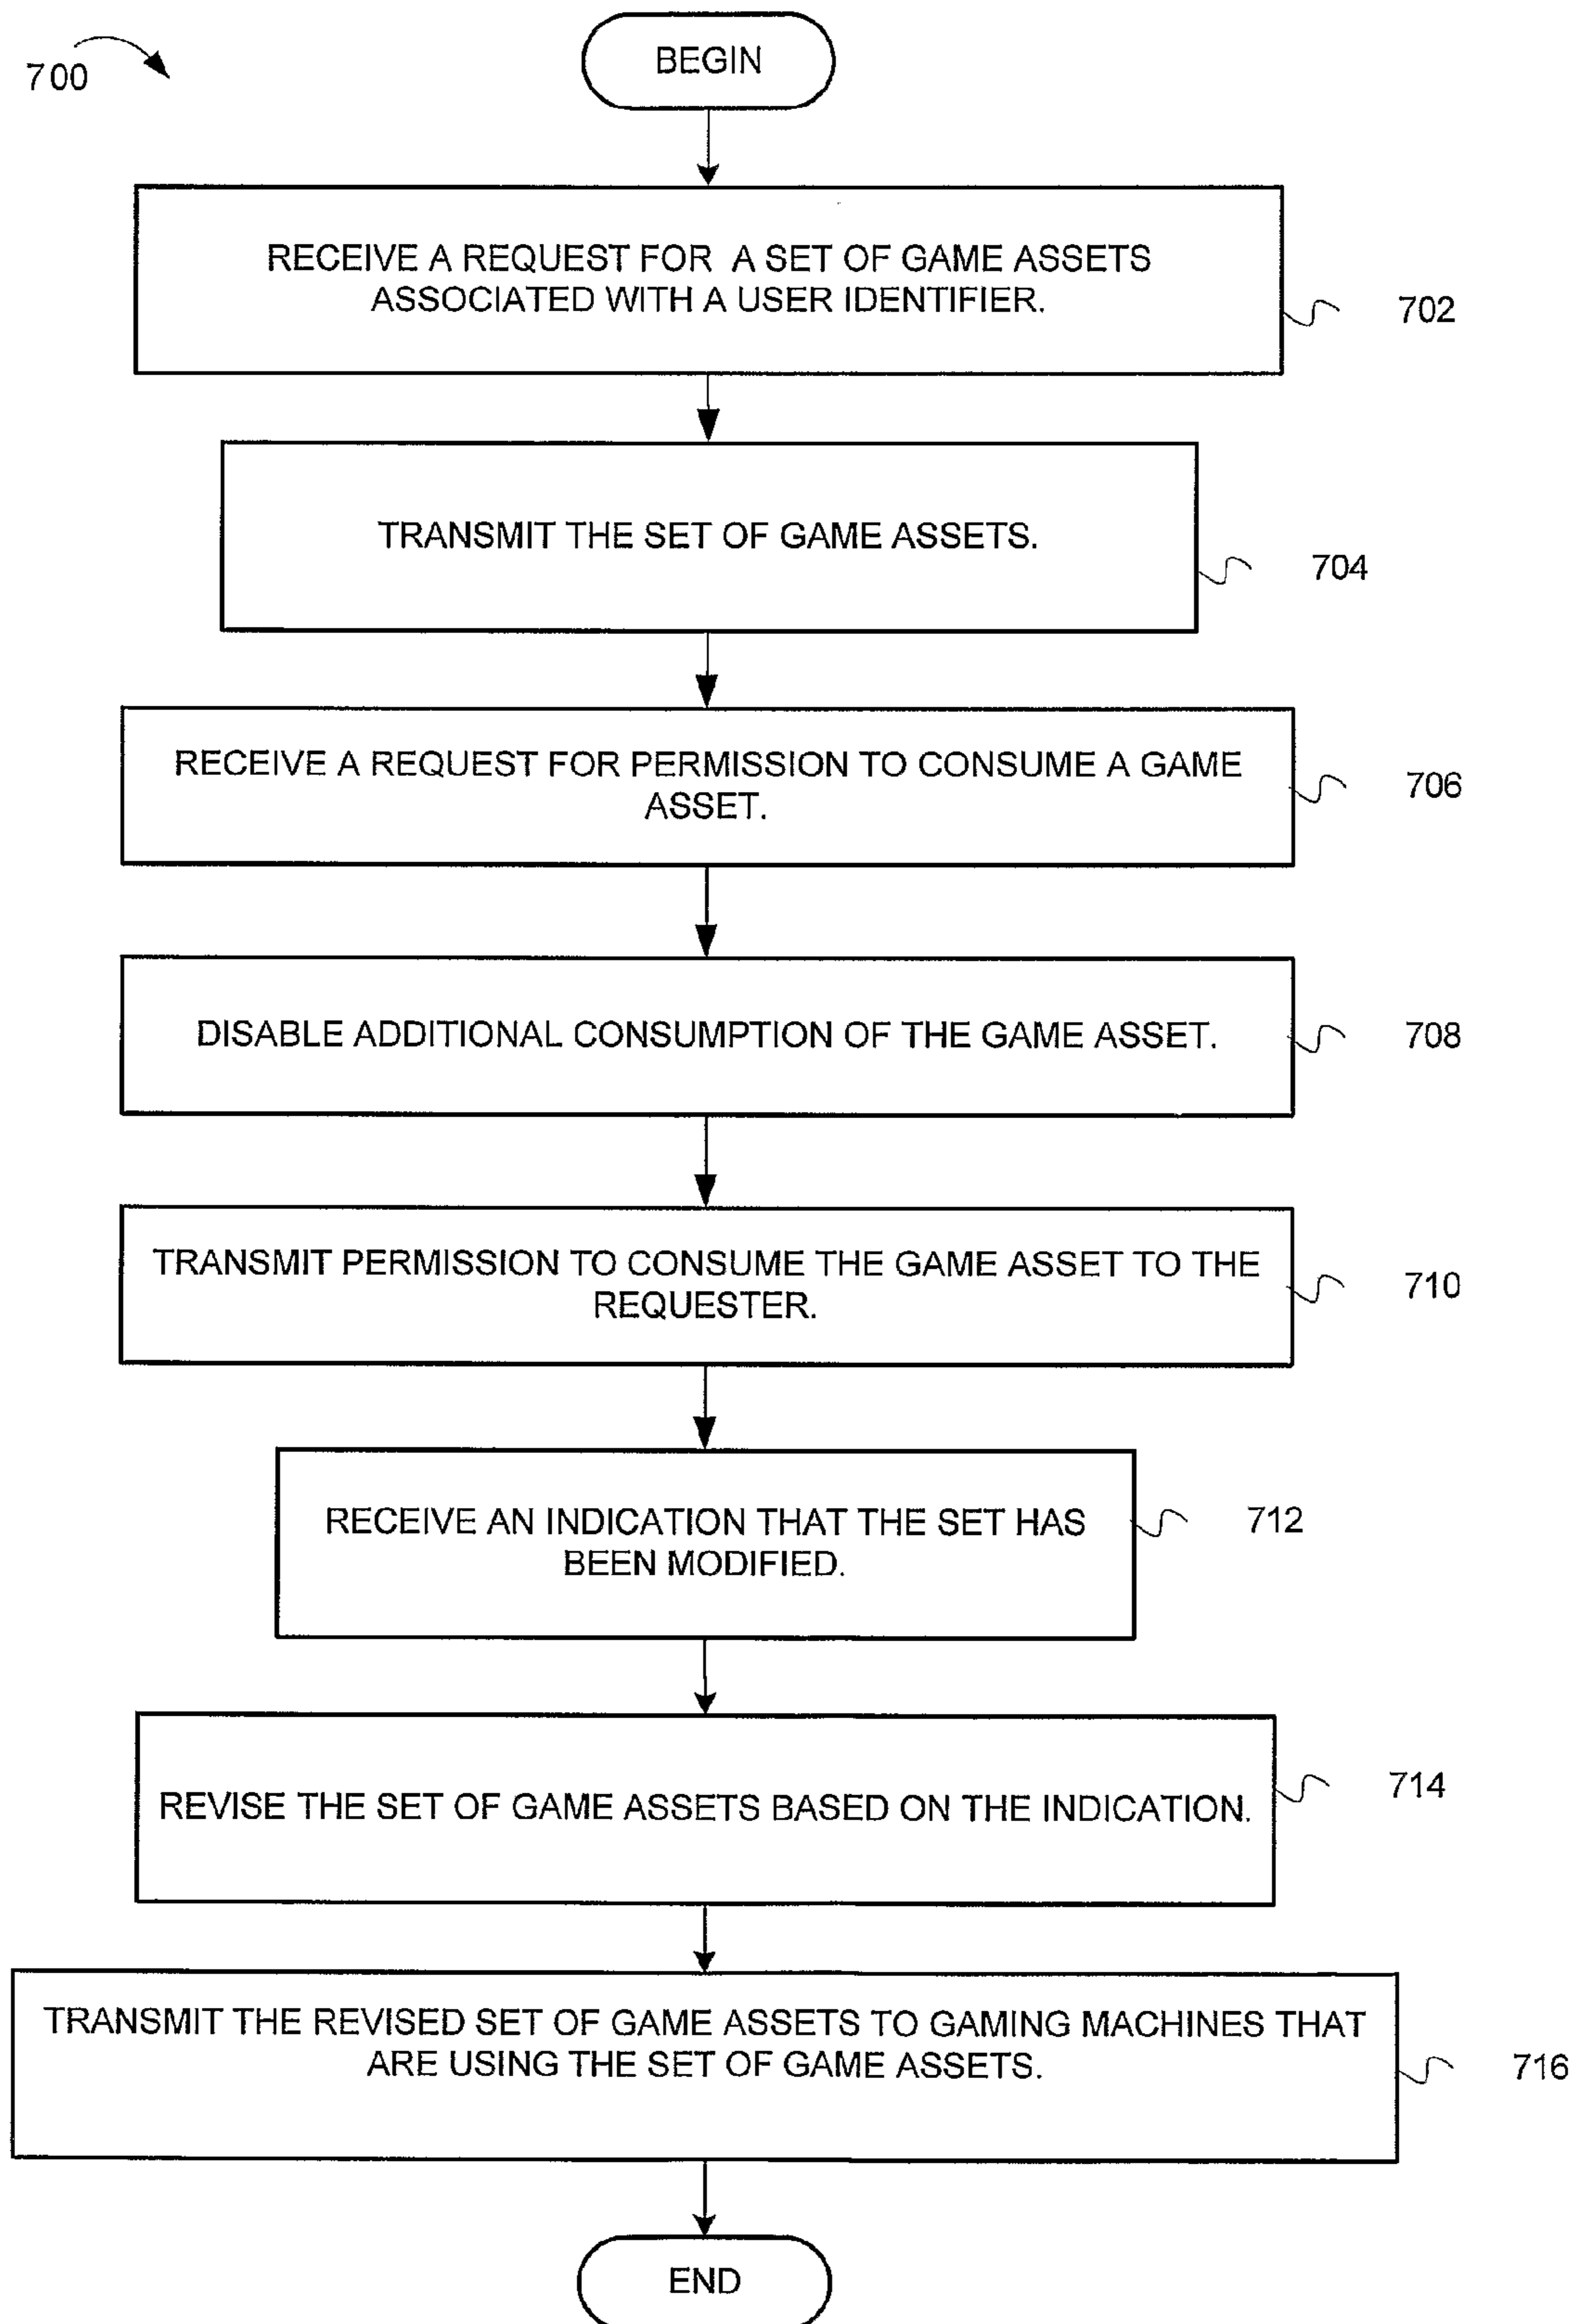 700
BEGIN
RECEIVE A REQUEST FOR A SET OF GAME ASSETS
ASSOCIATED WITH A USER IDENTIFIER.
702
TRANSMIT THE SET OF GAME ASSETS.
704
RECEIVE A REQUEST FOR PERMISSION TO CONSUME A GAME
ASSET.
706
DISABLE ADDITIONAL CONSUMPTION OF THE GAME ASSET.
708
TRANSMIT PERMISSION TO CONSUME THE GAME ASSET TO THE
REQUESTER.
710
RECEIVE AN INDICATION THAT THE SET HAS
BEEN MODIFIED.
712
REVISE THE SET OF GAME ASSETS BASED ON THE INDICATION.
714
TRANSMIT THE REVISED SET OF GAME ASSETS TO GAMING MACHINES THAT
ARE USING THE SET OF GAME ASSETS.
716
END